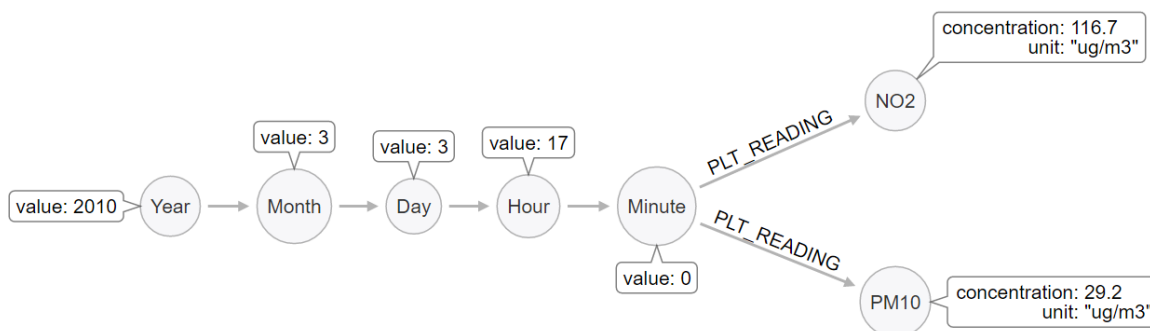 concentration: 116.7
unit: "ug/m3"
NO2
PLT_READING
value: 3
value: 3
value: 17
value: 2010
Year
Month
Day
Hour
Minute
PLT_READING
value: 0
PM10
concentration: 29.2
unit: "ug/m3"